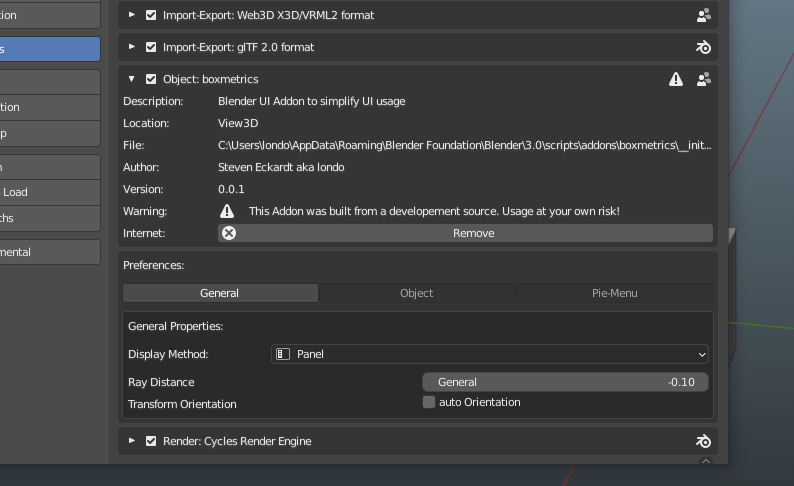 tion
Import-Export: Web3D X3D/VRML2 format
s
Import-Export: glTF 2.0 format
Object: boxmetrics
Description: Blender UI Addon to simplify UI usage
tion
Location: View3D
p
File: C:\Users\londo\AppData\Roaming\Blender Foundation\Blender\3.0\scripts\addons\boxmetrics\__init...
Author: Steven Eckardt aka londo
Load
Version: 0.0.1
ths
Warning: This Addon was built from a developement source. Usage at your own risk!
Internet: Remove
mental
Preferences:
General Object Pie-Menu
General Properties:
Display Method: Panel
Ray Distance General -0.10
Transform Orientation auto Orientation
Render: Cycles Render Engine